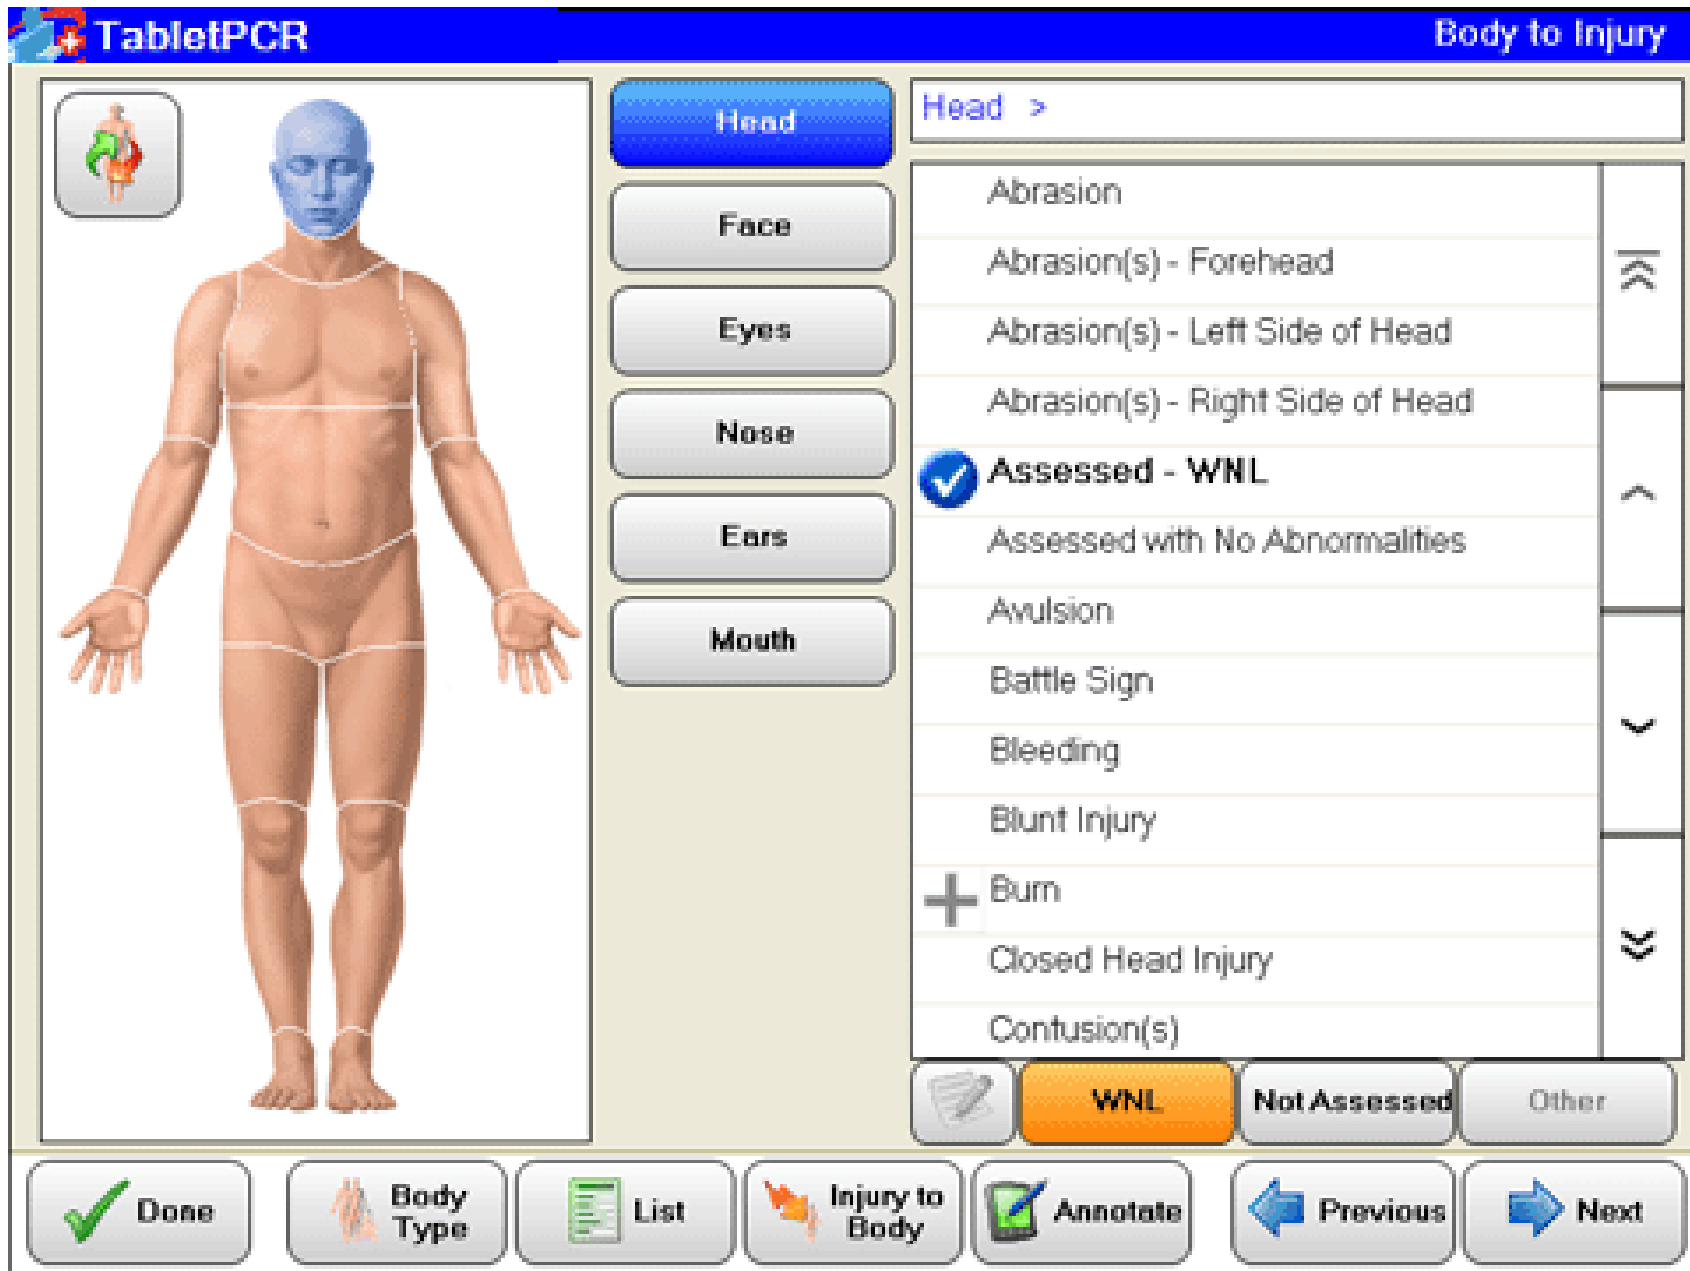 TabletPCR
Body to Injury
Head
Face
Eyes
Nose
Ears
Mouth
Head >
Abrasion
Abrasion(s) - Forehead
Abrasion(s) - Left Side of Head
Abrasion(s) - Right Side of Head
Assessed - WNL
Assessed with No Abnormalities
Avulsion
Battle Sign
Bleeding
Blunt Injury
Burn
Closed Head Injury
Contusion(s)
WNL
Not Assessed
Other
Done
Body
Type
List
Injury to
Body
Annotate
Previous
Next